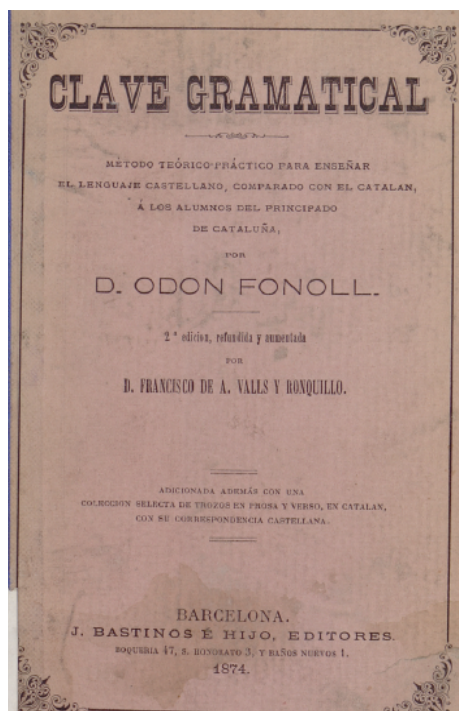 CLAVE GRAMATICAL
MÉTODO TEÓRICO-PRÁCTICO PARA ENSEÑAR
EL LENGUAJE CASTELLANO, COMPARADO CON EL CATALAN,
Á LOS ALUMNOS DEL PRINCIPADO
DE CATALUÑA,
POR
D. ODON FONOLL.
2.ª edicion, refundida y aumentada
POR
D. FRANCISCO DE A. VALLS Y RONQUILLO.
ADICIONADA ADEMÁS CON UNA
COLECCION SELECTA DE TROZOS EN PROSA Y VERSO, EN CATALAN,
CON SU CORRESPONDENCIA CASTELLANA.
BARCELONA.
J. BASTINOS É HIJO, EDITORES.
BOQUERIA 47, S. HONORATO 3, Y BAÑOS NUEVOS 1.
1874.